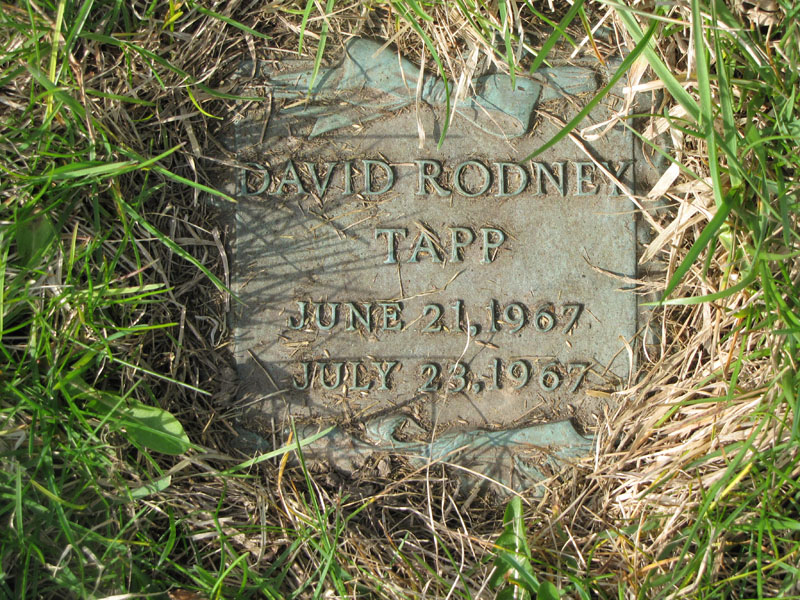 DAVID RODNEY
TAPP
JUNE 21, 1967
JULY 23, 1967